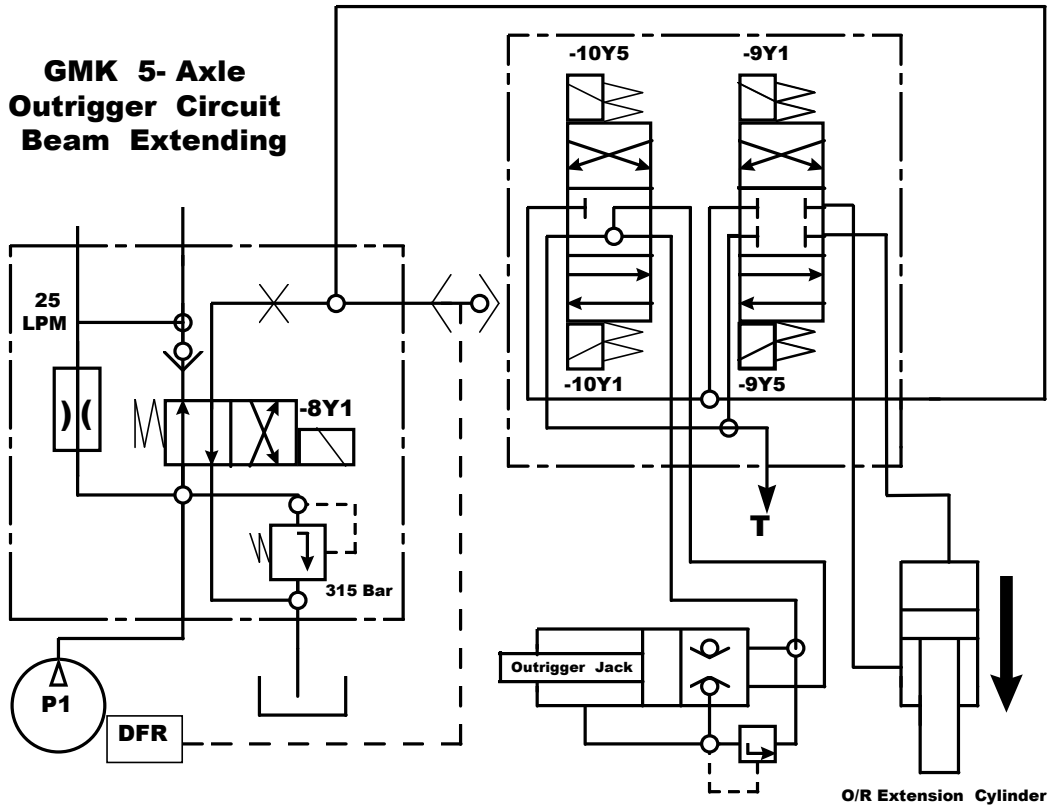 GMK 5- Axle
Outrigger Circuit
Beam Extending
-10Y5
-9Y1
25
LPM
-10Y1
-9Y5
-8Y1
T
315 Bar
Outrigger Jack
P1
DFR
O/R Extension Cylinder